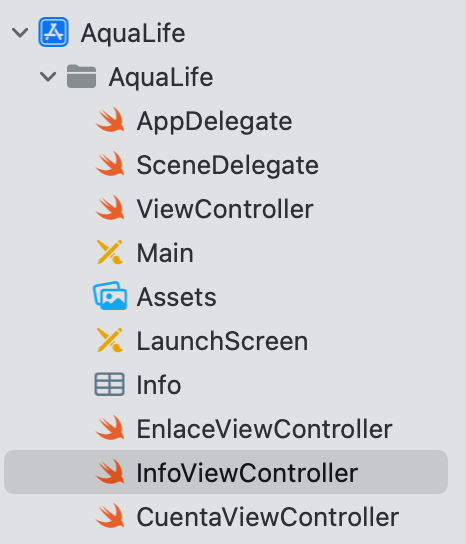 AquaLife
AquaLife
AppDelegate
SceneDelegate
ViewController
Main
Assets
LaunchScreen
Info
EnlaceViewController
InfoViewController
CuentaViewController